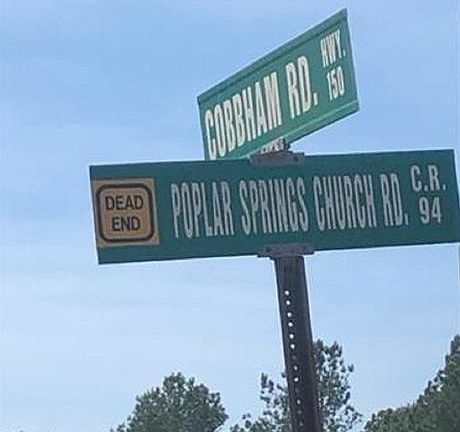 COBBHAM RD. HWY. 150
DEAD END
POPLAR SPRINGS CHURCH RD. C.R. 94